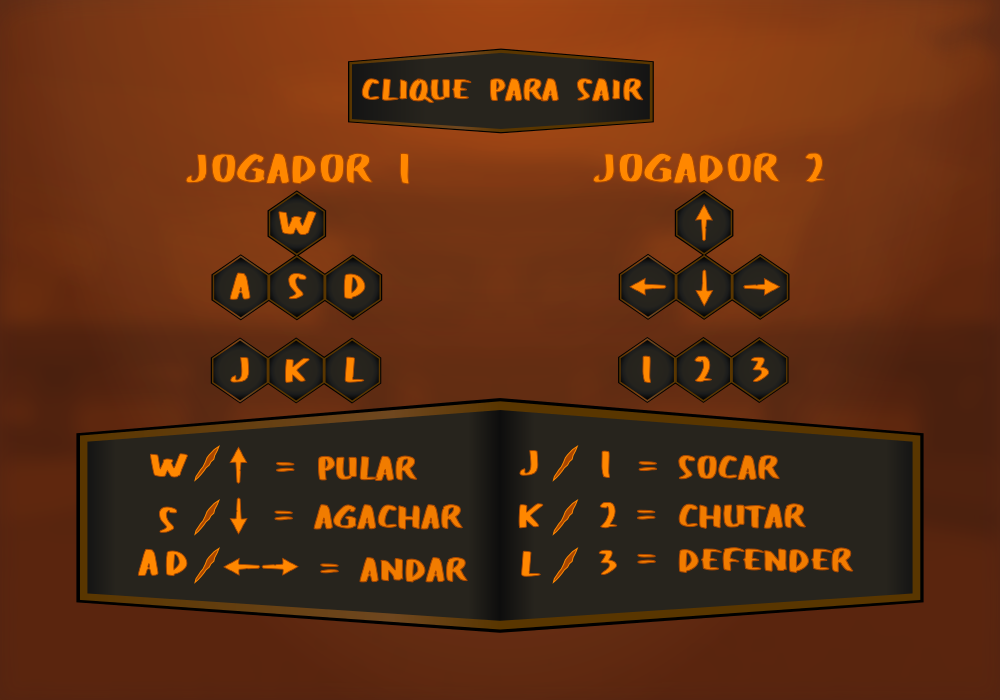 CLIQUE PARA SAIR
JOGADOR 1
JOGADOR 2
W
↑
A S D
← ↓ →
J K L
1 2 3
W / ↑ = PULAR
S / ↓ = AGACHAR
AD / ← → = ANDAR
J / 1 = SOCAR
K / 2 = CHUTAR
L / 3 = DEFENDER